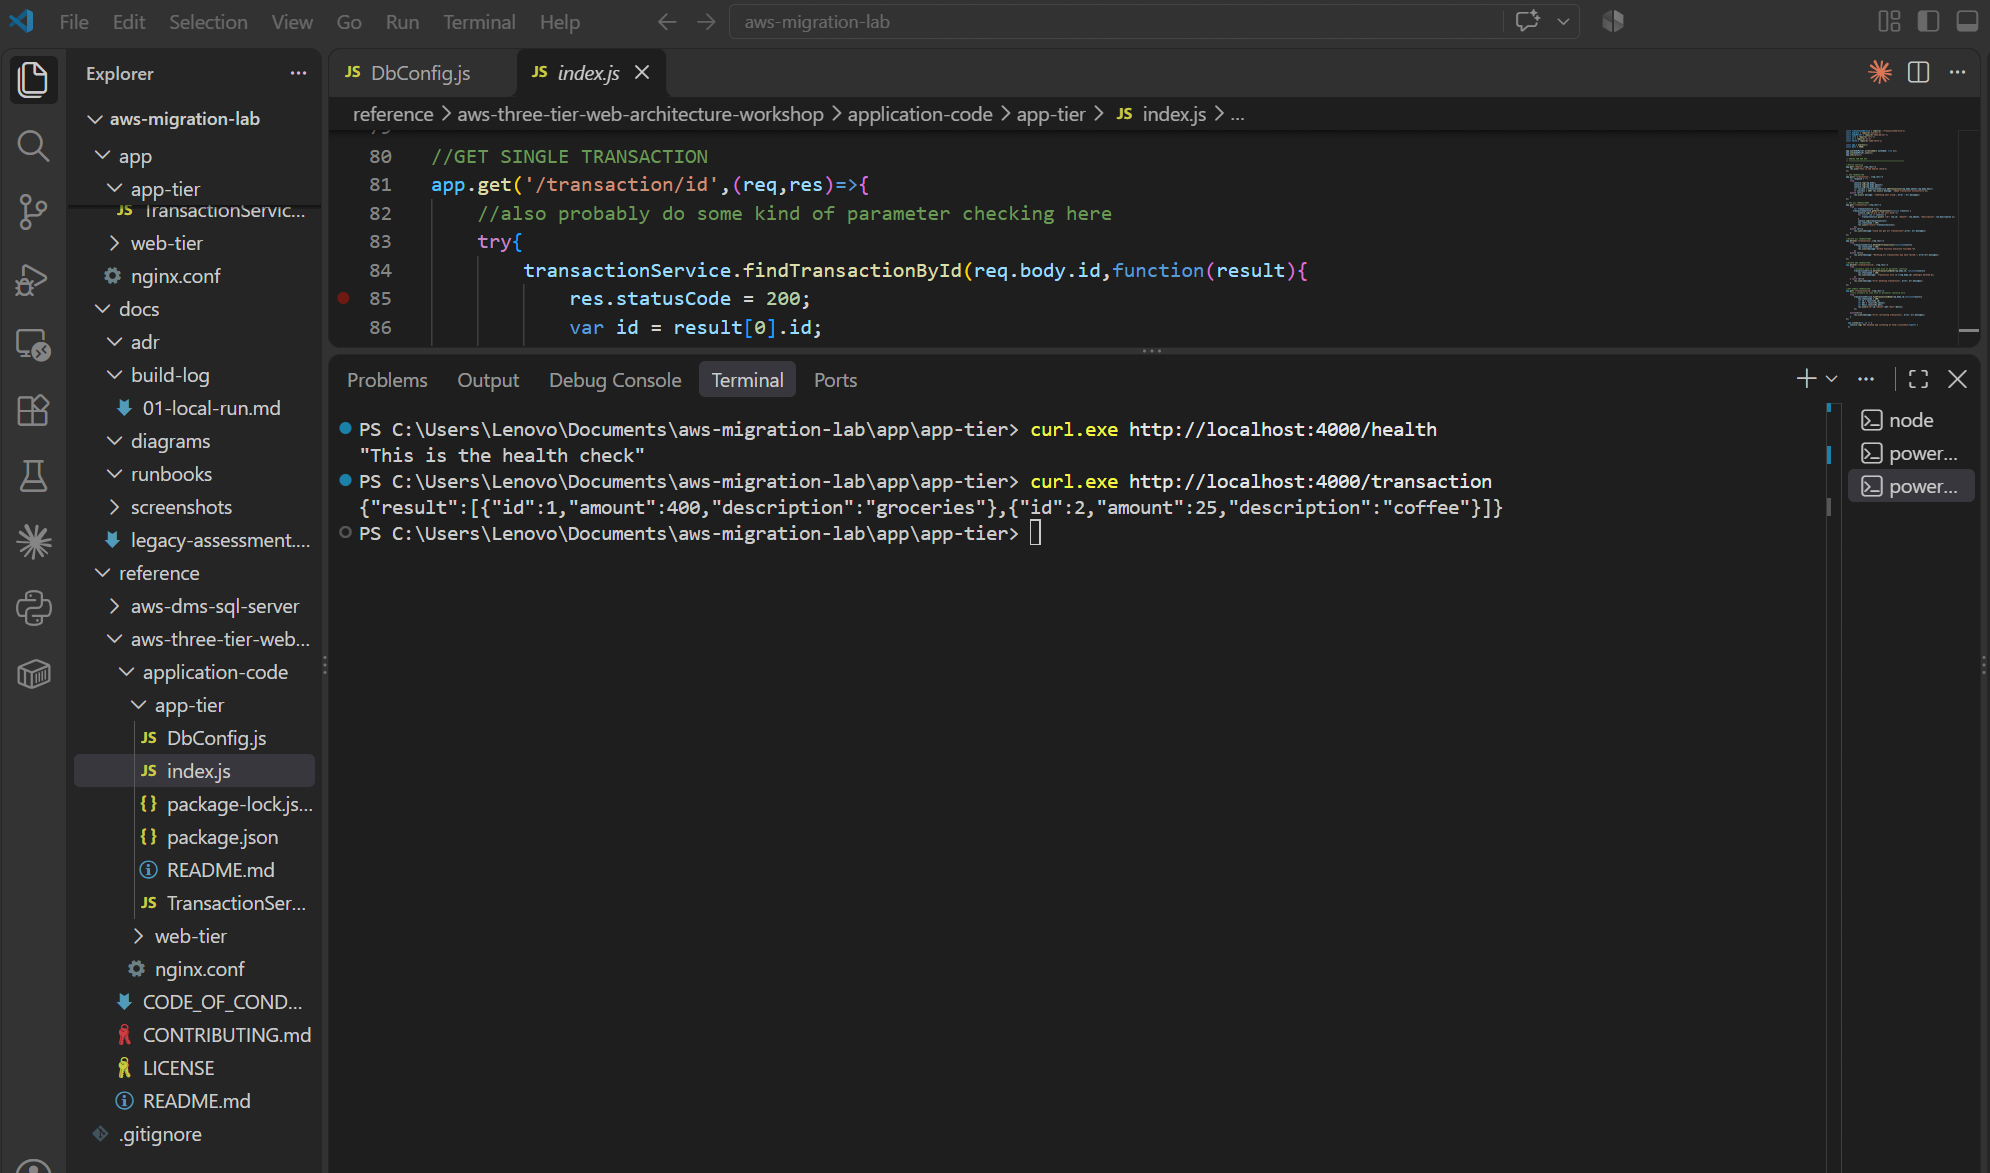 File Edit Selection View Go Run Terminal Help
aws-migration-lab
Explorer
aws-migration-lab
app
app-tier
TransactionServic...
web-tier
nginx.conf
docs
adr
build-log
01-local-run.md
diagrams
runbooks
screenshots
legacy-assessment....
reference
aws-dms-sql-server
aws-three-tier-web...
application-code
app-tier
JS DbConfig.js
JS index.js
{} package-lock.js...
{} package.json
README.md
JS TransactionSer...
web-tier
nginx.conf
CODE_OF_COND...
CONTRIBUTING.md
LICENSE
README.md
.gitignore
JS DbConfig.js
JS index.js
reference > aws-three-tier-web-architecture-workshop > application-code > app-tier > JS index.js > ...
80 //GET SINGLE TRANSACTION
81 app.get('/transaction/id',(req,res)=>{
82 //also probably do some kind of parameter checking here
83 try{
84 transactionService.findTransactionById(req.body.id,function(result){
85 res.statusCode = 200;
86 var id = result[0].id;
Problems Output Debug Console Terminal Ports
PS C:\Users\Lenovo\Documents\aws-migration-lab\app\app-tier> curl.exe http://localhost:4000/health
"This is the health check"
PS C:\Users\Lenovo\Documents\aws-migration-lab\app\app-tier> curl.exe http://localhost:4000/transaction
{"result":[{"id":1,"amount":400,"description":"groceries"},{"id":2,"amount":25,"description":"coffee"}]}
PS C:\Users\Lenovo\Documents\aws-migration-lab\app\app-tier>
node
power...
power...